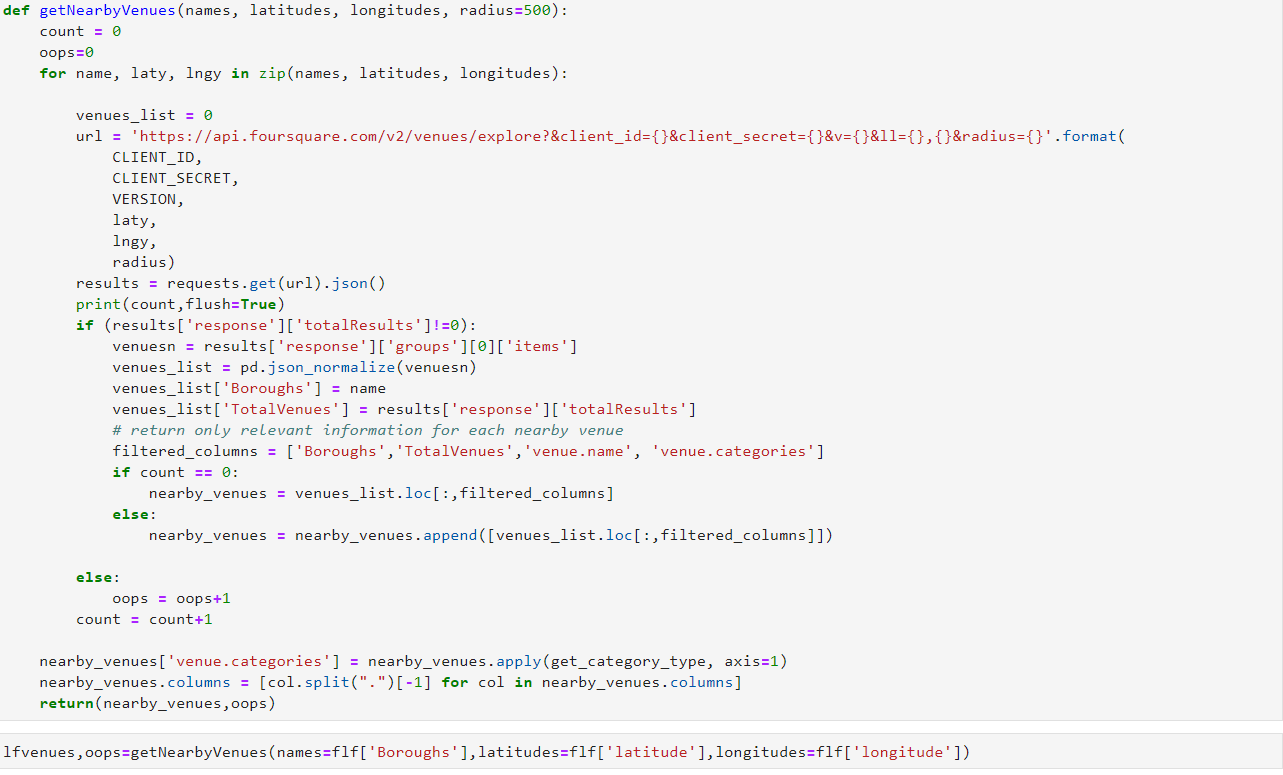 def getNearbyVenues(names, latitudes, longitudes, radius=500):
    count = 0
    oops=0
    for name, laty, lngy in zip(names, latitudes, longitudes):
        venues_list = 0
        url = 'https://api.foursquare.com/v2/venues/explore?&client_id={}&client_secret={}&v={}&ll={},{}&radius={}'.format(
            CLIENT_ID,
            CLIENT_SECRET,
            VERSION,
            laty,
            lngy,
            radius)
        results = requests.get(url).json()
        print(count,flush=True)
        if (results['response']['totalResults']!=0):
            venuesn = results['response']['groups'][0]['items']
            venues_list = pd.json_normalize(venuesn)
            venues_list['Boroughs'] = name
            venues_list['TotalVenues'] = results['response']['totalResults']
            # return only relevant information for each nearby venue
            filtered_columns = ['Boroughs','TotalVenues','venue.name', 'venue.categories']
            if count == 0:
                nearby_venues = venues_list.loc[:,filtered_columns]
            else:
                nearby_venues = nearby_venues.append([venues_list.loc[:,filtered_columns]])
        else:
            oops = oops+1
        count = count+1
    nearby_venues['venue.categories'] = nearby_venues.apply(get_category_type, axis=1)
    nearby_venues.columns = [col.split(".")[-1] for col in nearby_venues.columns]
    return(nearby_venues,oops)
lfvenues,oops=getNearbyVenues(names=flf['Boroughs'],latitudes=flf['latitude'],longitudes=flf['longitude'])